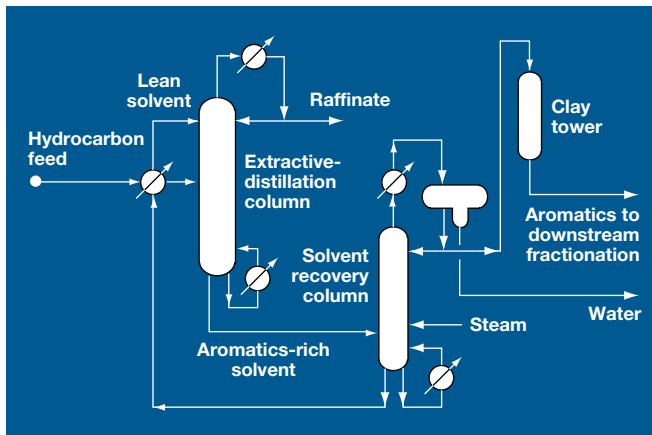 Lean
solvent
Raffinate
Hydrocarbon
feed
Extractive-
distillation
column
Clay
tower
Solvent
recovery
column
Aromatics to
downstream
fractionation
Water
Steam
Aromatics-rich
solvent